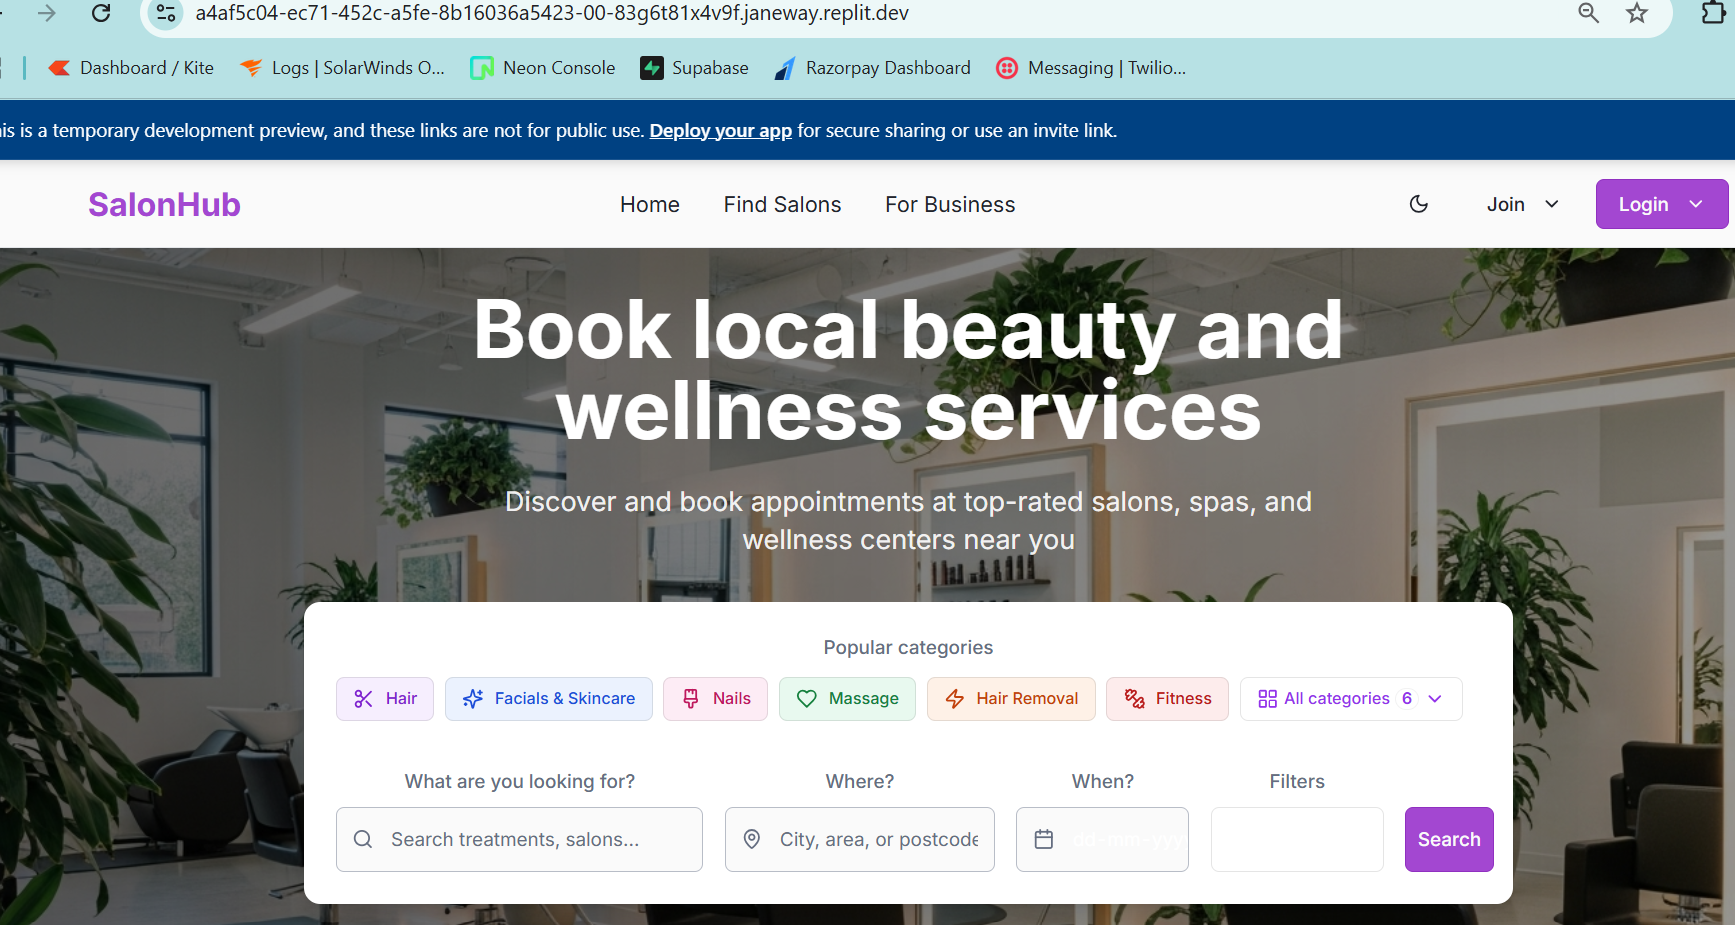 a4af5c04-ec71-452c-a5fe-8b16036a5423-00-83g6t81x4v9f.janeway.replit.dev
Dashboard / Kite
Logs | SolarWinds O...
Neon Console
Supabase
Razorpay Dashboard
Messaging | Twilio...
is is a temporary development preview, and these links are not for public use. Deploy your app for secure sharing or use an invite link.
SalonHub
Home
Find Salons
For Business
Join
Login
Book local beauty and
wellness services
Discover and book appointments at top-rated salons, spas, and
wellness centers near you
Popular categories
Hair
Facials & Skincare
Nails
Massage
Hair Removal
Fitness
All categories 6
What are you looking for?
Where?
When?
Filters
Search treatments, salons...
City, area, or postcode
dd-mm-yyy
Search